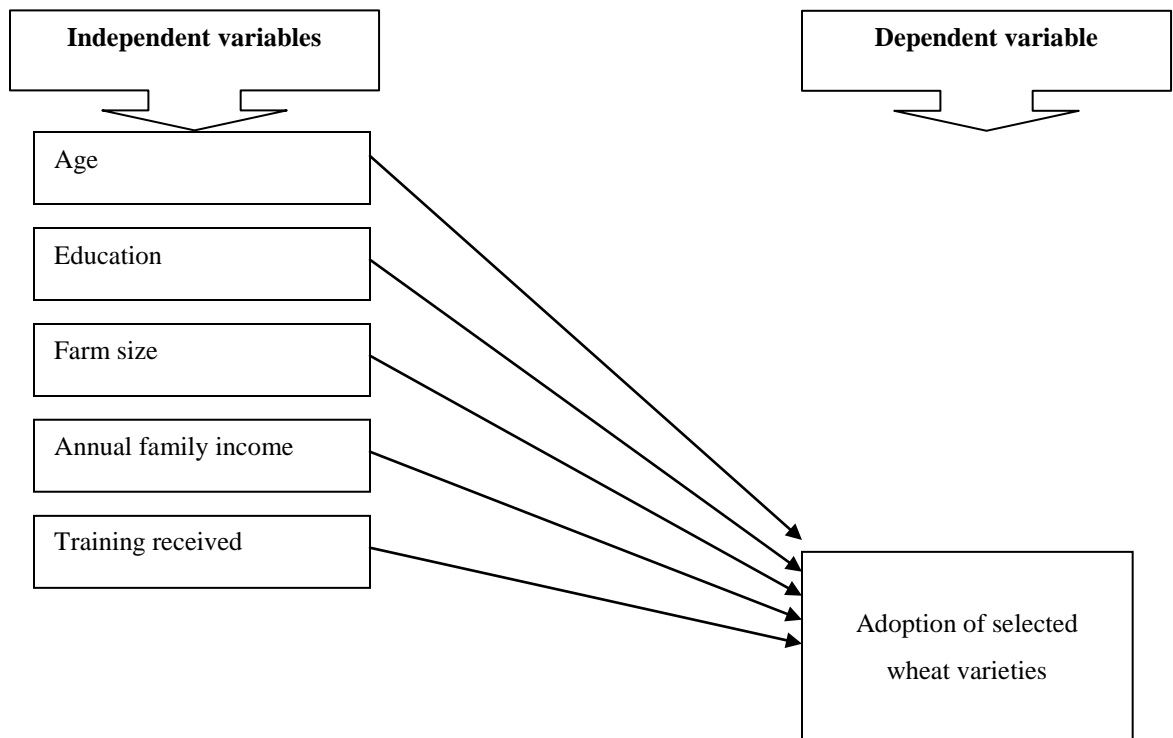 Independent variables
Dependent variable
Age
Education
Farm size
Annual family income
Training received
Adoption of selected
wheat varieties